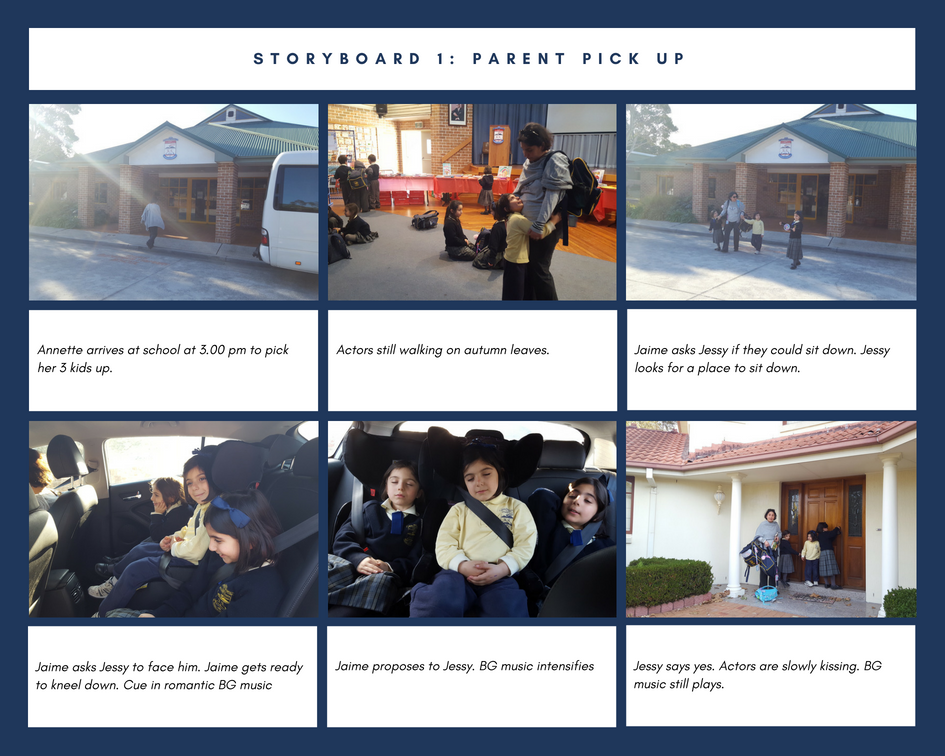 STORYBOARD 1: PARENT PICK UP
Annette arrives at school at 3.00 pm to pick
her 3 kids up.
Actors still walking on autumn leaves.
Jaime asks Jessy if they could sit down. Jessy
looks for a place to sit down.
Jaime asks Jessy to face him. Jaime gets ready
to kneel down. Cue in romantic BG music
Jaime proposes to Jessy. BG music intensifies
Jessy says yes. Actors are slowly kissing. BG
music still plays.